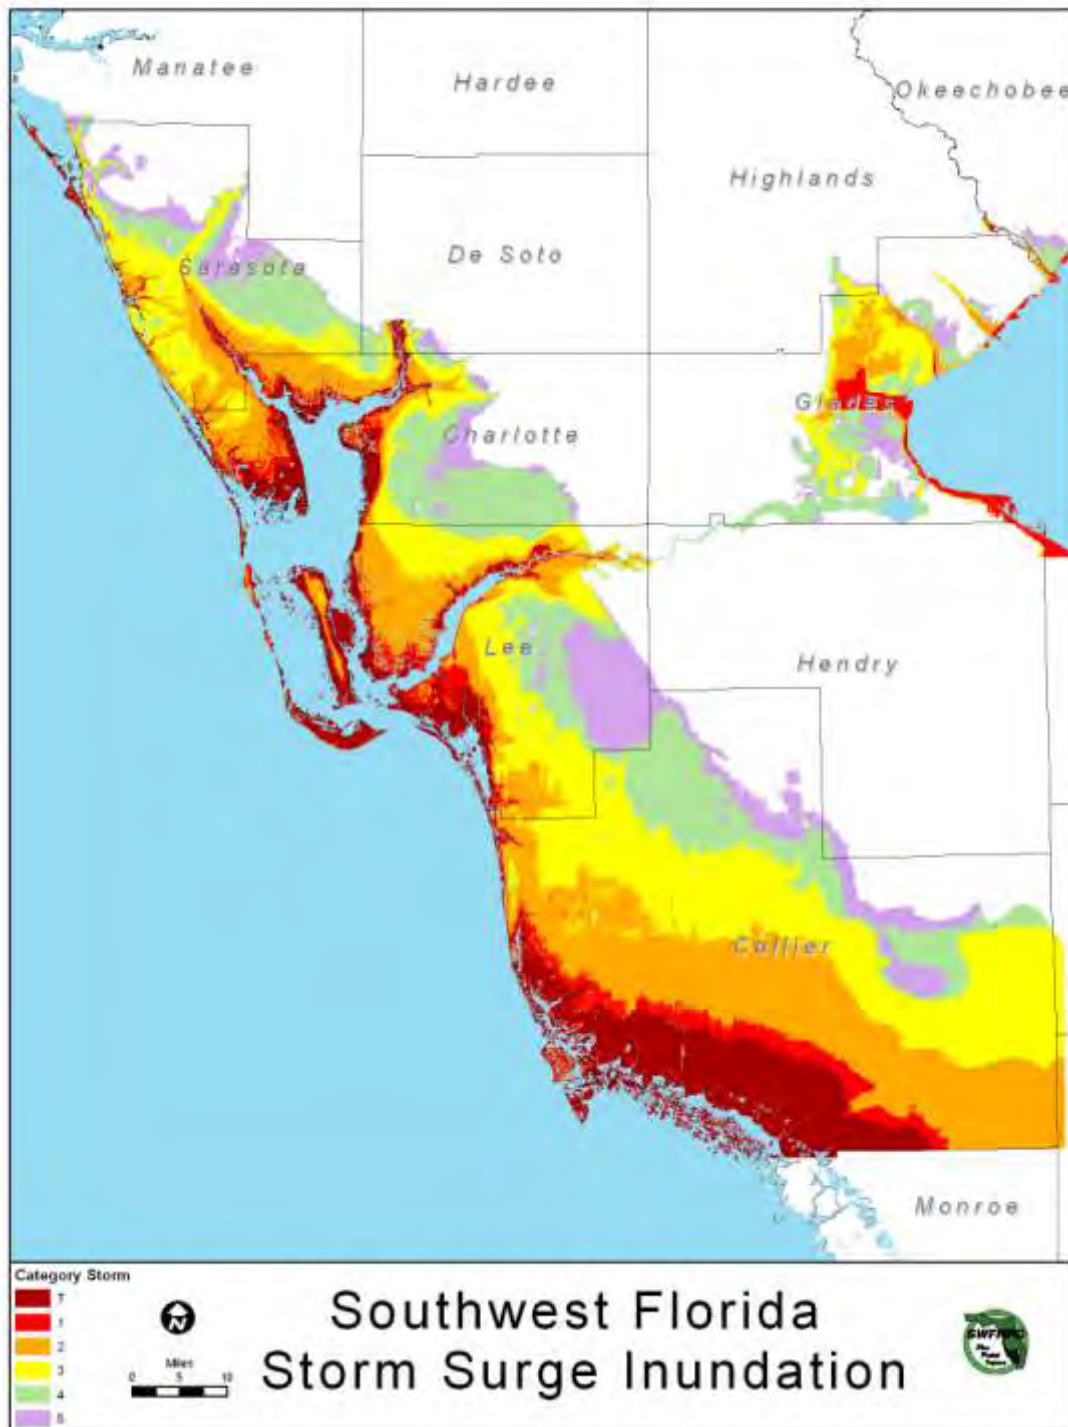 Manatee
Hardee
Okeechobee
Highlands
Sarasota
De Soto
Glades
Charlotte
Lee
Hendry
Collier
Monroe
Category Storm
T
1
2
3
4
5
N
Miles
0 5 10
Southwest Florida
Storm Surge Inundation
SWFRPC